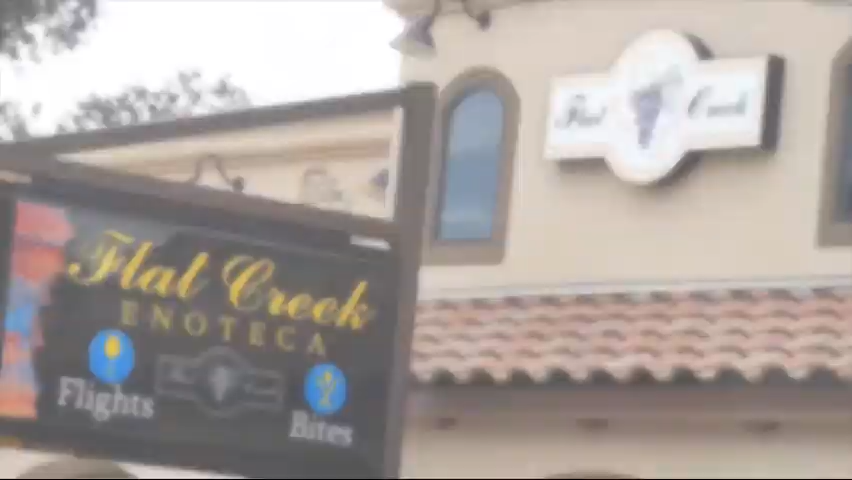 Flat Creek
Flat Creek
ENOTECA
Flights
Bites